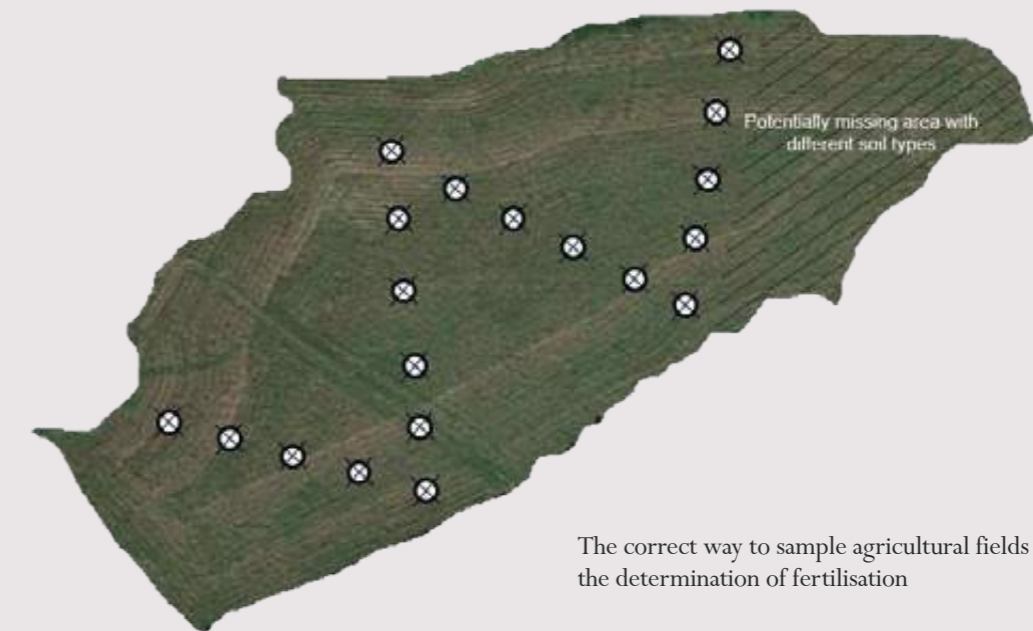 Potentially missing area with
different soil types
The correct way to sample agricultural fields
the determination of fertilisation